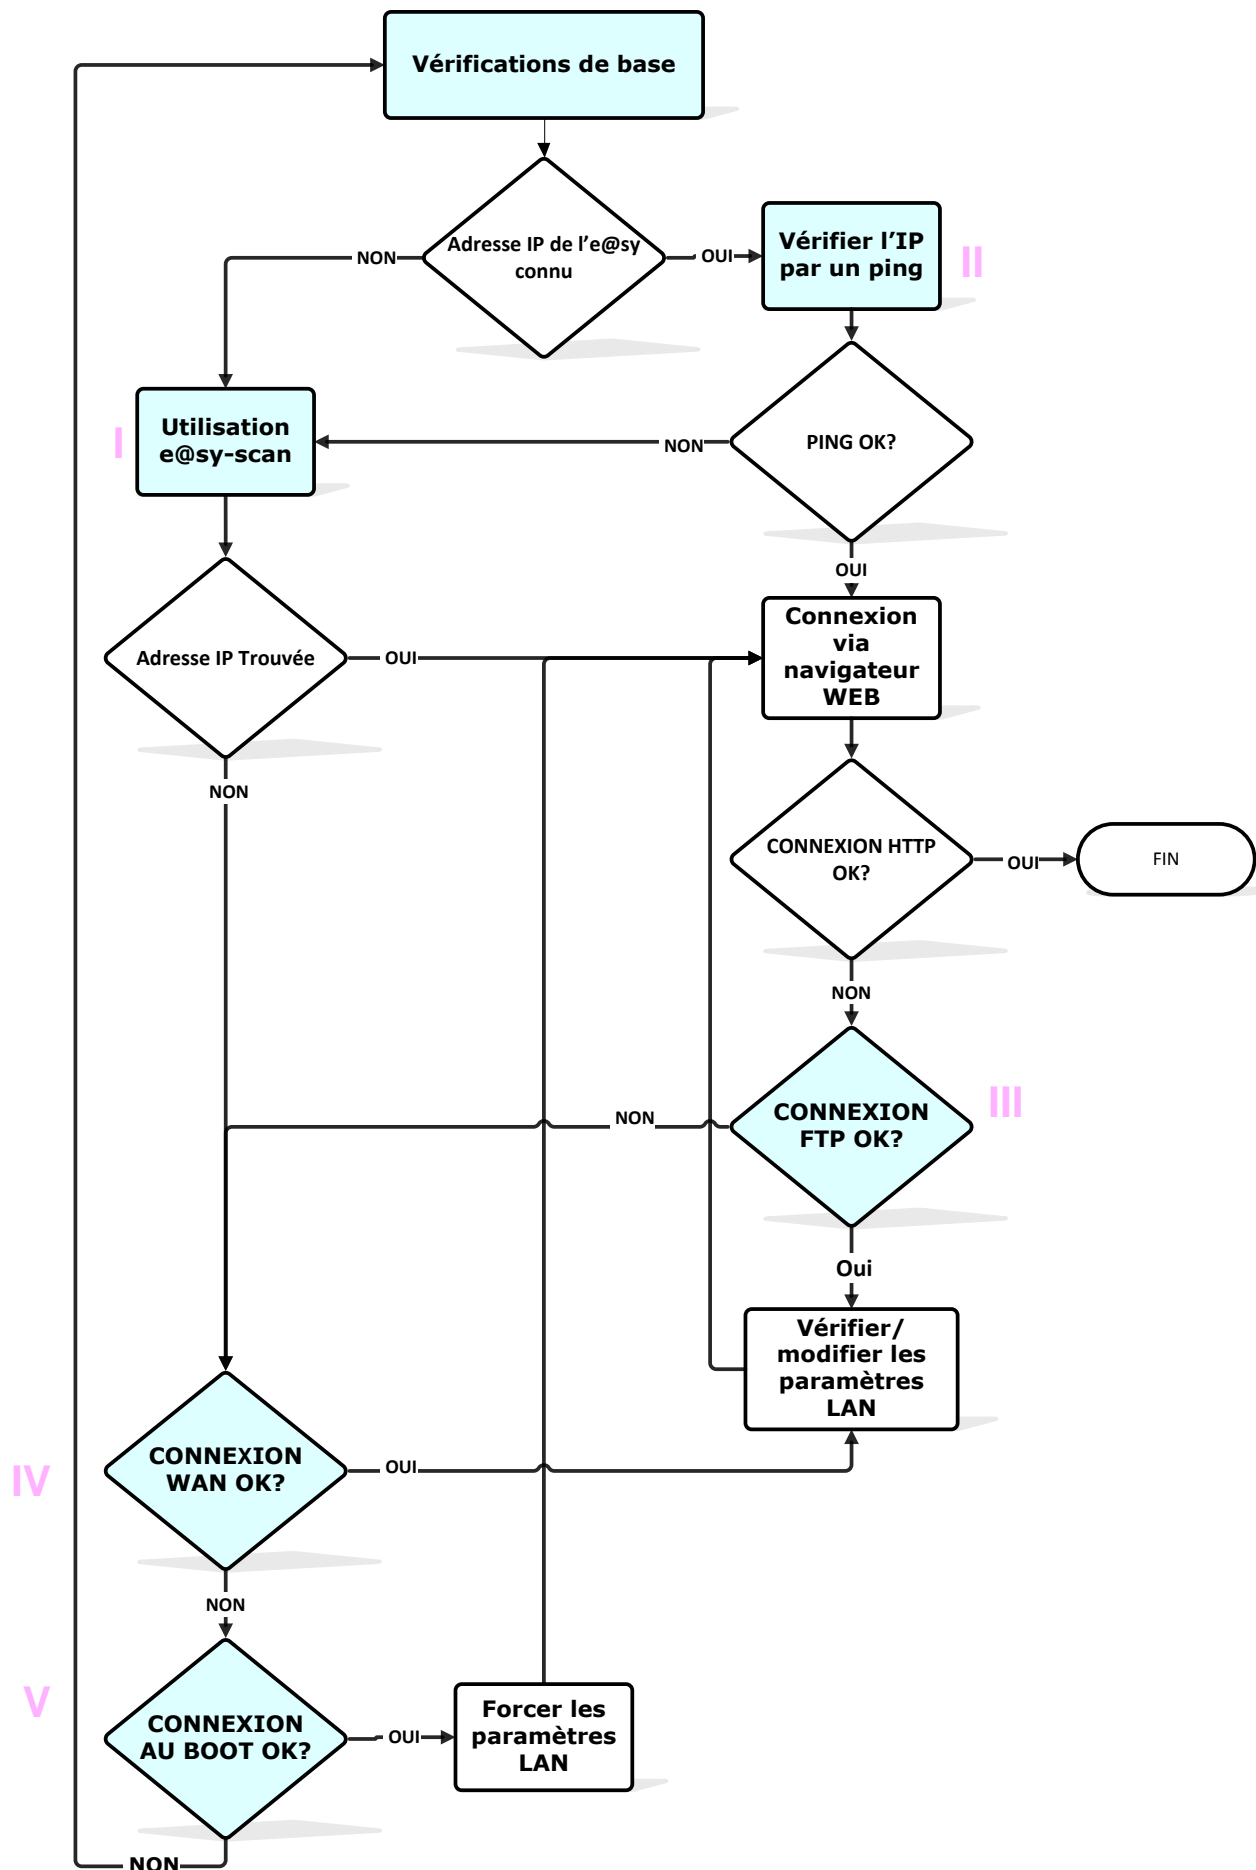 Vérifications de base
Adresse IP de l'e@sy
connu
NON
OUI
Vérifier l'IP
par un ping
II
I
Utilisation
e@sy-scan
NON
PING OK?
OUI
Adresse IP Trouvée
OUI
Connexion
via
navigateur
WEB
NON
CONNEXION HTTP
OK?
OUI
FIN
NON
III
CONNEXION
FTP OK?
NON
Oui
Vérifier/
modifier les
paramètres
LAN
IV
CONNEXION
WAN OK?
OUI
NON
V
CONNEXION
AU BOOT OK?
OUI
Forcer les
paramètres
LAN
NON